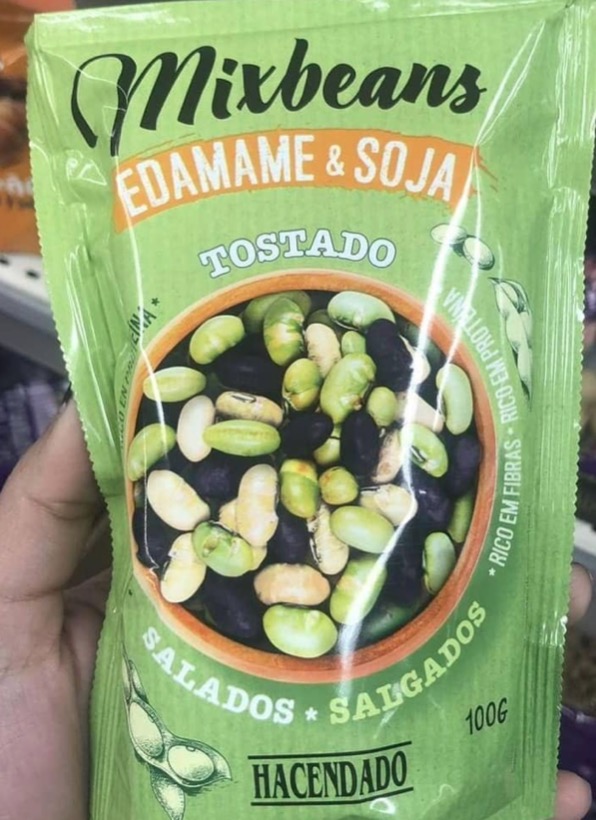 Mixbeans
EDAMAME & SOJA
TOSTADO
* RICO EM FIBRAS * RICO EM PROTEÍNA
SALADOS * SALGADOS
100G
HACENDADO